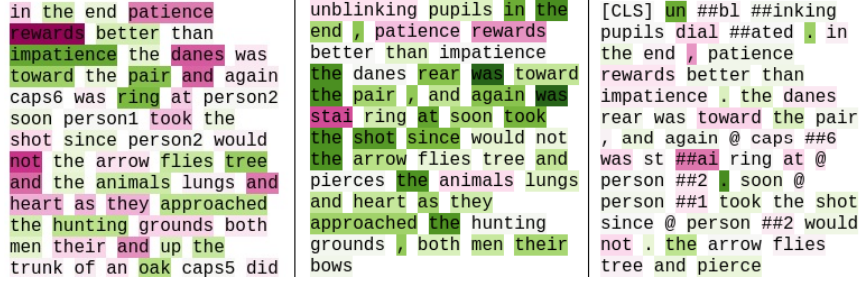 in the end patience
rewards better than
impatience the danes was
toward the pair and again
caps6 was ring at person2
soon person1 took the
shot since person2 would
not the arrow flies tree
and the animals lungs and
heart as they approached
the hunting grounds both
men their and up the
trunk of an oak caps5 did
unblinking pupils in the
end , patience rewards
better than impatience
the danes rear was toward
the pair , and again was
stai ring at soon took
the shot since would not
the arrow flies tree and
pierces the animals lungs
and heart as they
approached the hunting
grounds , both men their
bows
[CLS] un ##bl ##inking
pupils dial ##ated . in
the end , patience
rewards better than
impatience . the danes
rear was toward the pair
, and again @ caps ##6
was st ##ai ring at @
person ##2 . soon @
person ##1 took the shot
since @ person ##2 would
not . the arrow flies
tree and pierce